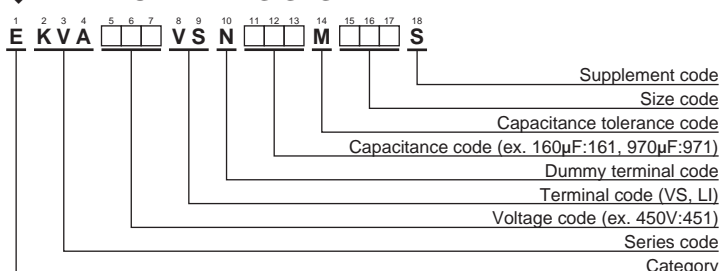 1 2 3 4 5 6 7 8 9 10 11 12 13 14 15 16 17 18
E K V A □□□ V S N □□□ M □□□ S
Supplement code
Size code
Capacitance tolerance code
Capacitance code (ex. 160µF:161, 970µF:971)
Dummy terminal code
Terminal code (VS, LI)
Voltage code (ex. 450V:451)
Series code
Category